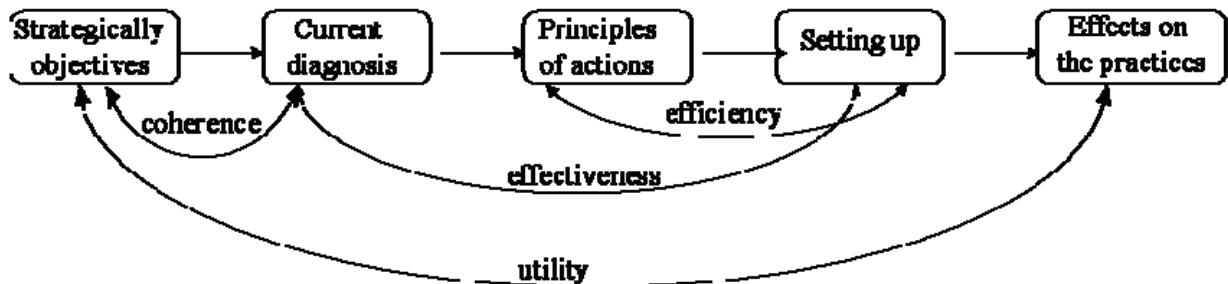 Strategically
objectives
Current
diagnosis
Principles
of actions
Setting up
Effects on
the practices
coherence
efficiency
effectiveness
utility